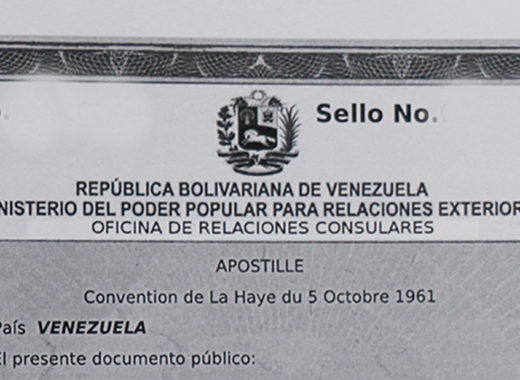 Sello No.
REPÚBLICA BOLIVARIANA DE VENEZUELA
NISTERIO DEL PODER POPULAR PARA RELACIONES EXTERIOR
OFICINA DE RELACIONES CONSULARES
APOSTILLE
Convention de La Haye du 5 Octobre 1961
País VENEZUELA
El presente documento público: